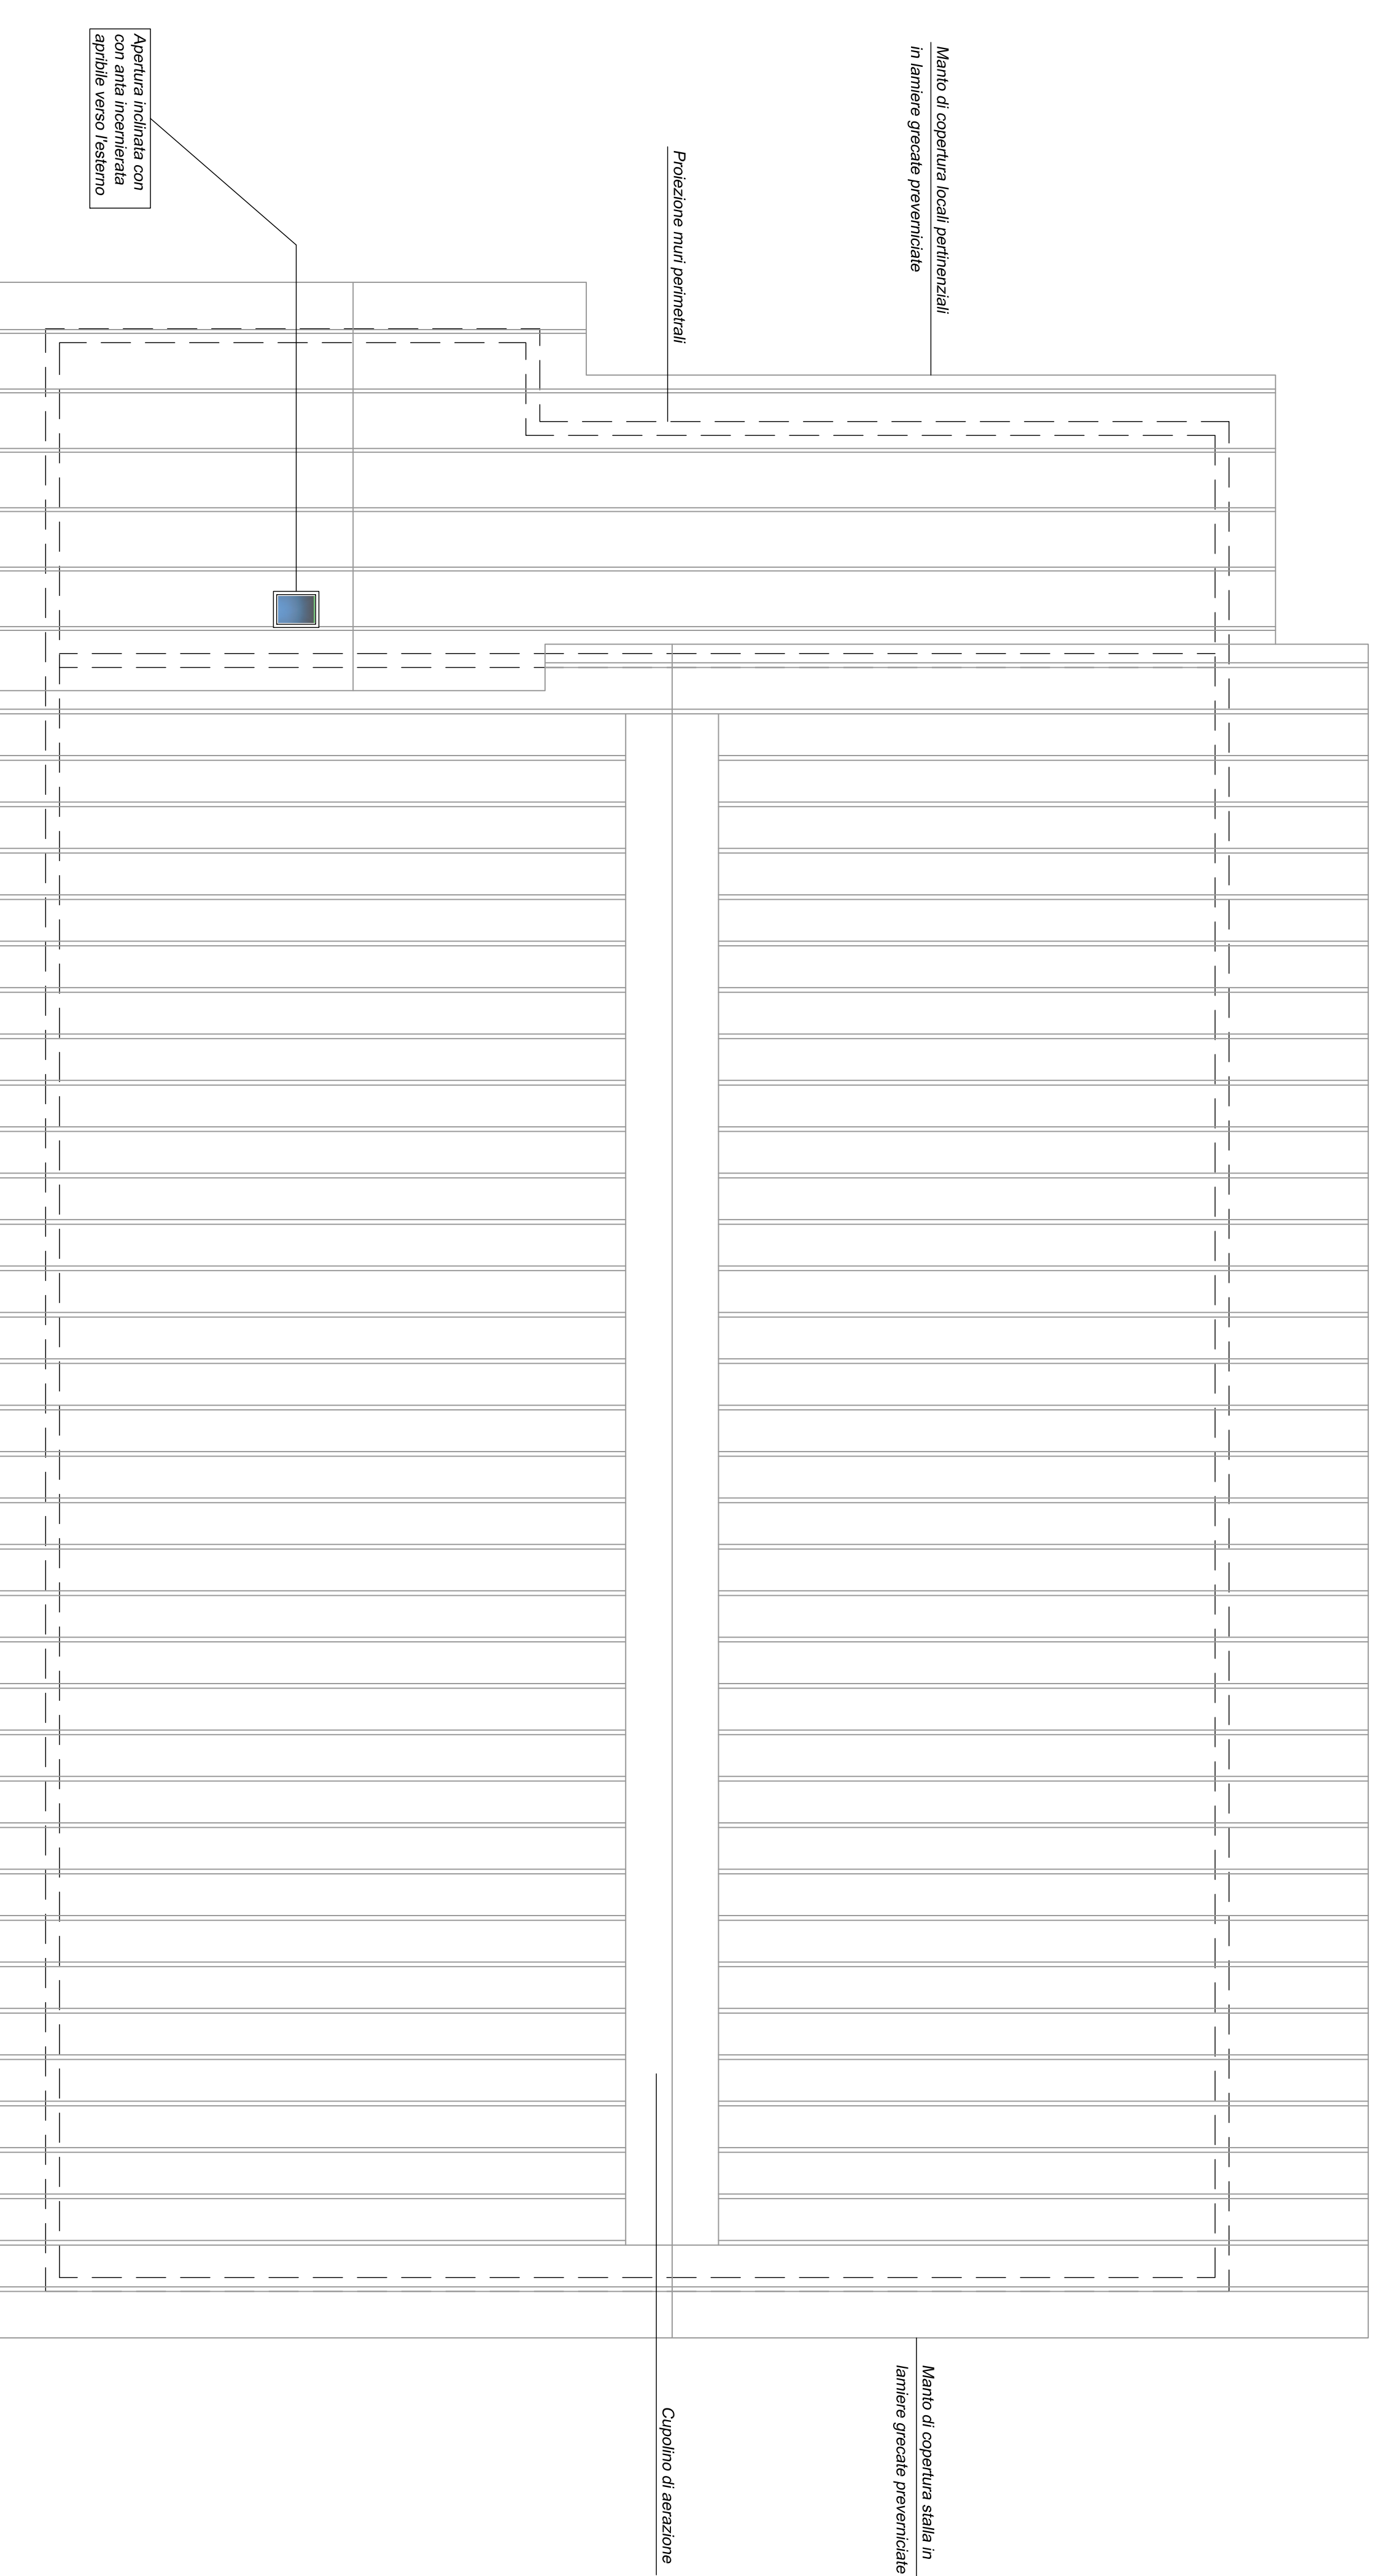 Manto di copertura locali pertinenziali
in lamiere grecate preverniciate
Proiezione muri perimetrali
Apertura inclinata con
con anta incernierata
apribile verso l'esterno
Manto di copertura stalla in
lamiere grecate preverniciate
Cupolino di aerazione